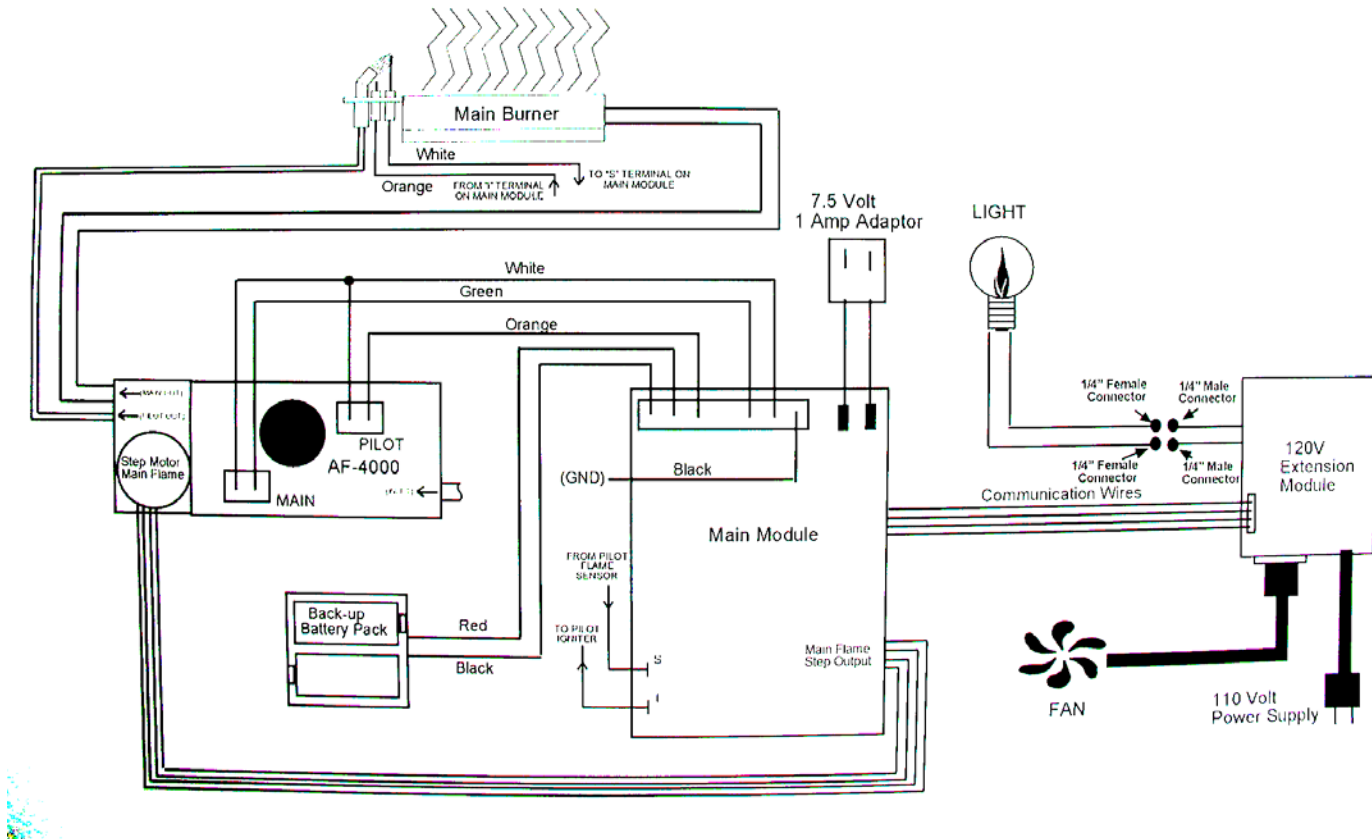 Main Burner
White
Orange
TO "S" TERMINAL ON
MAIN MODULE
FROM "I" TERMINAL
ON MAIN MODULE
7.5 Volt
1 Amp Adaptor
LIGHT
White
Green
Orange
1/4" Female
Connector
1/4" Male
Connector
1/4" Female
Connector
1/4" Male
Connector
120V
Extension
Module
PILOT
AF-4000
Step Motor
Main Flame
MAIN
(GND)
Black
Communication Wires
Main Module
FROM PILOT
FLAME
SENSOR
TO PILOT
IGNITER
S
I
Back-up
Battery Pack
Red
Black
Main Flame
Step Output
FAN
110 Volt
Power Supply